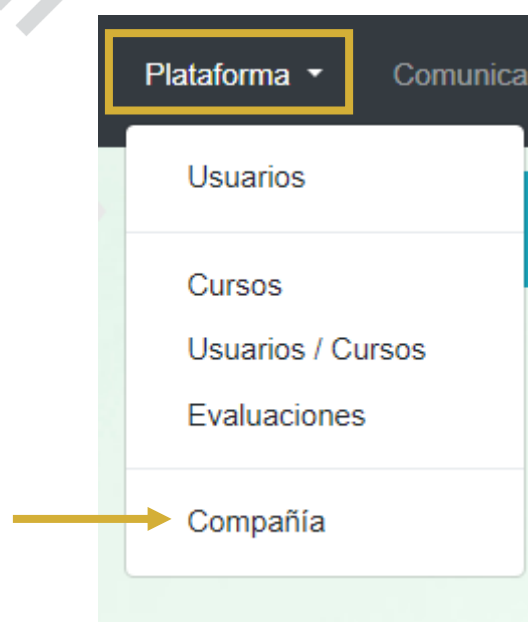 Plataforma Comunica
Usuarios
Cursos
Usuarios / Cursos
Evaluaciones
Compañía